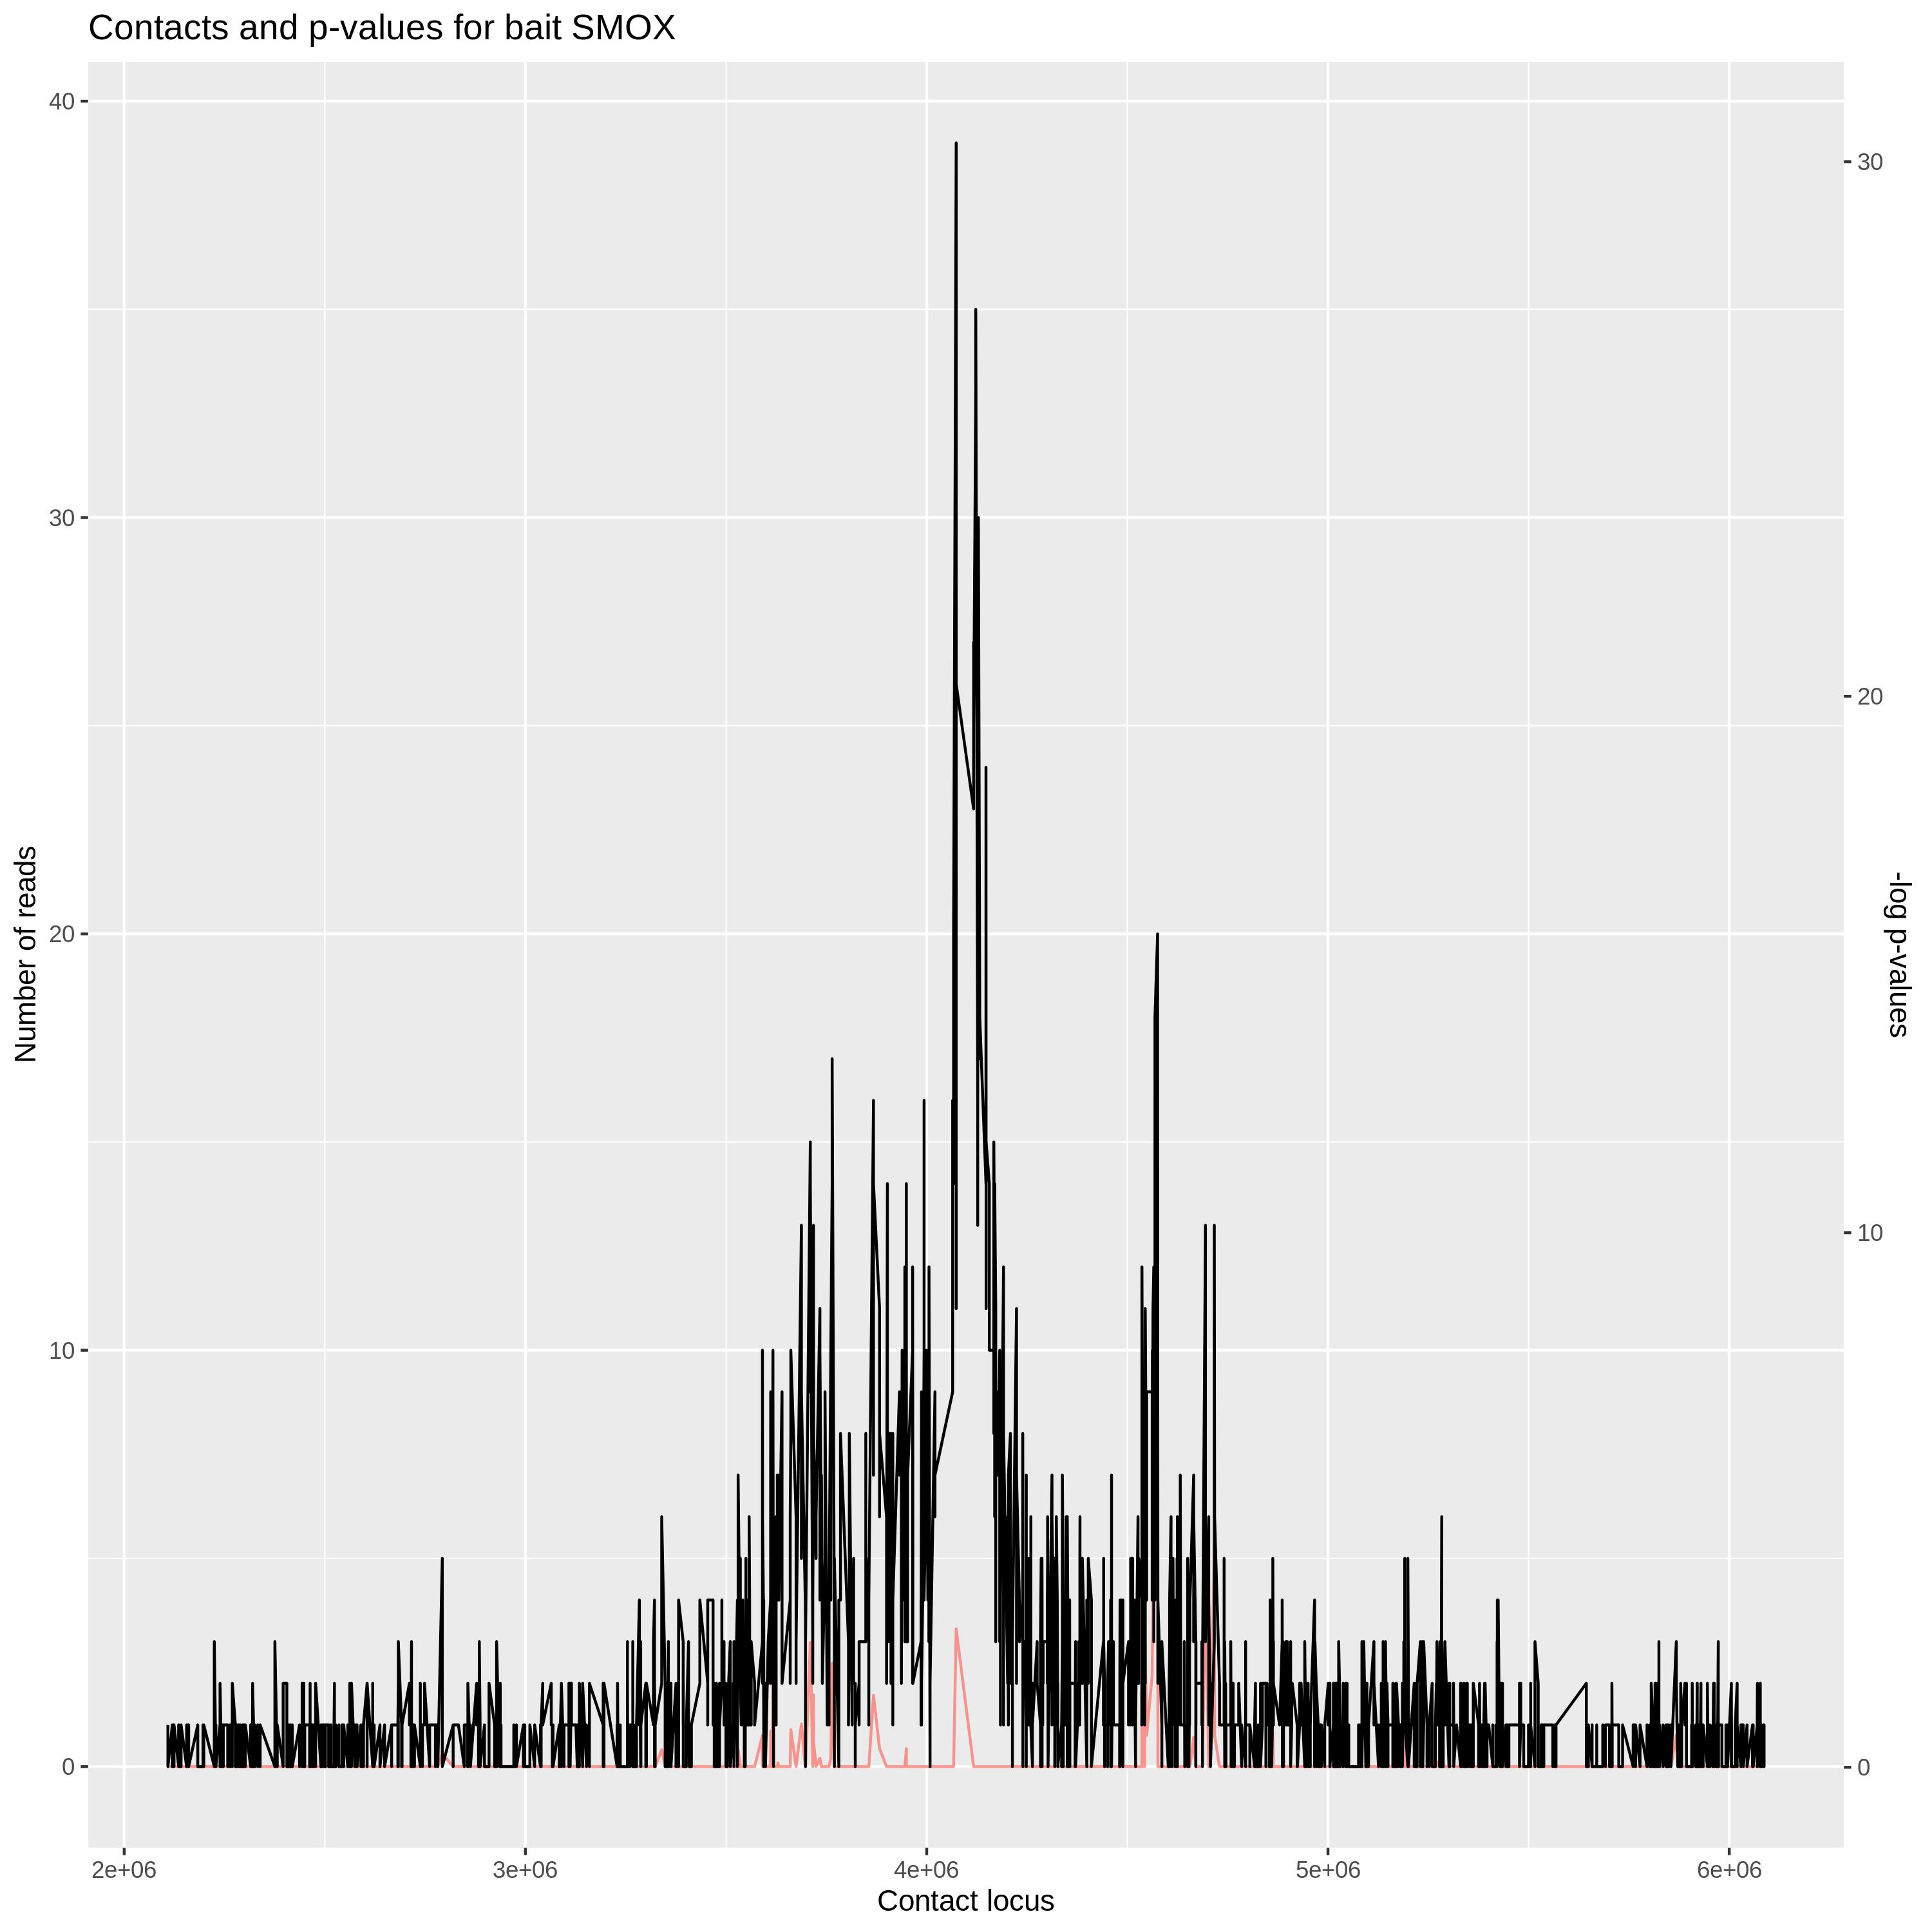 Contacts and p-values for bait SMOX
40
30
20
10
0
Number of reads
30
20
10
0
-log p-values
2e+06
3e+06
4e+06
5e+06
6e+06
Contact locus